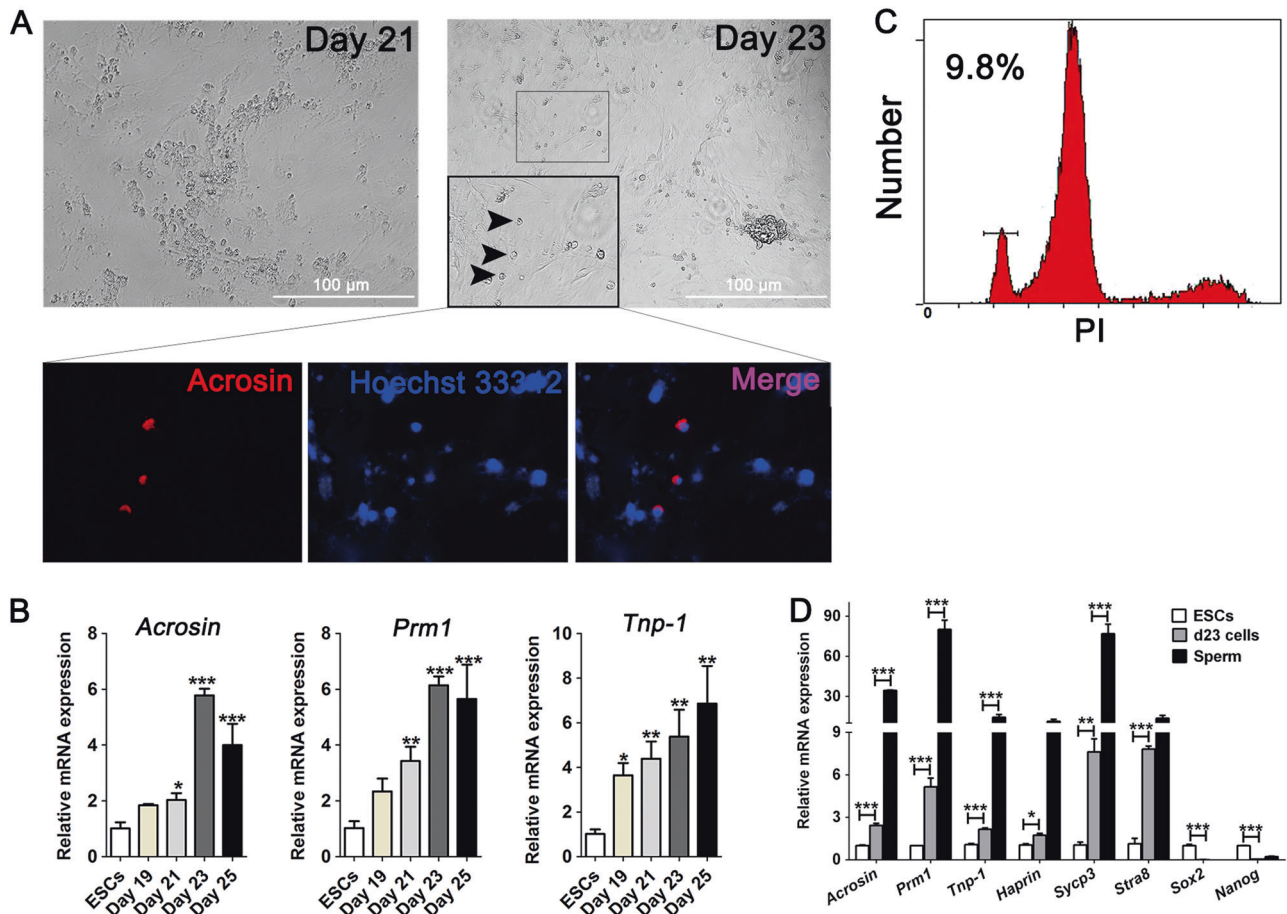 A
Day 21
100 µm
Day 23
100 µm
Acrosin
Hoechst 33342
Merge
C
9.8%
Number
0
PI
B
Relative mRNA expression
Acrosin
8
6
4
2
0
***
***
*
ESCs
Day 19
Day 21
Day 23
Day 25
Relative mRNA expression
Prm1
8
6
4
2
0
**
***
***
ESCs
Day 19
Day 21
Day 23
Day 25
Relative mRNA expression
Tnp-1
10
8
6
4
2
0
*
**
**
**
ESCs
Day 19
Day 21
Day 23
Day 25
D
Relative mRNA expression
90
70
50
30
9
6
3
0
ESCs
d23 cells
Sperm
***
***
***
***
***
***
*
**
***
***
***
***
Acrosin
Prm1
Tnp-1
Haprin
Sycp3
Stra8
Sox2
Nanog